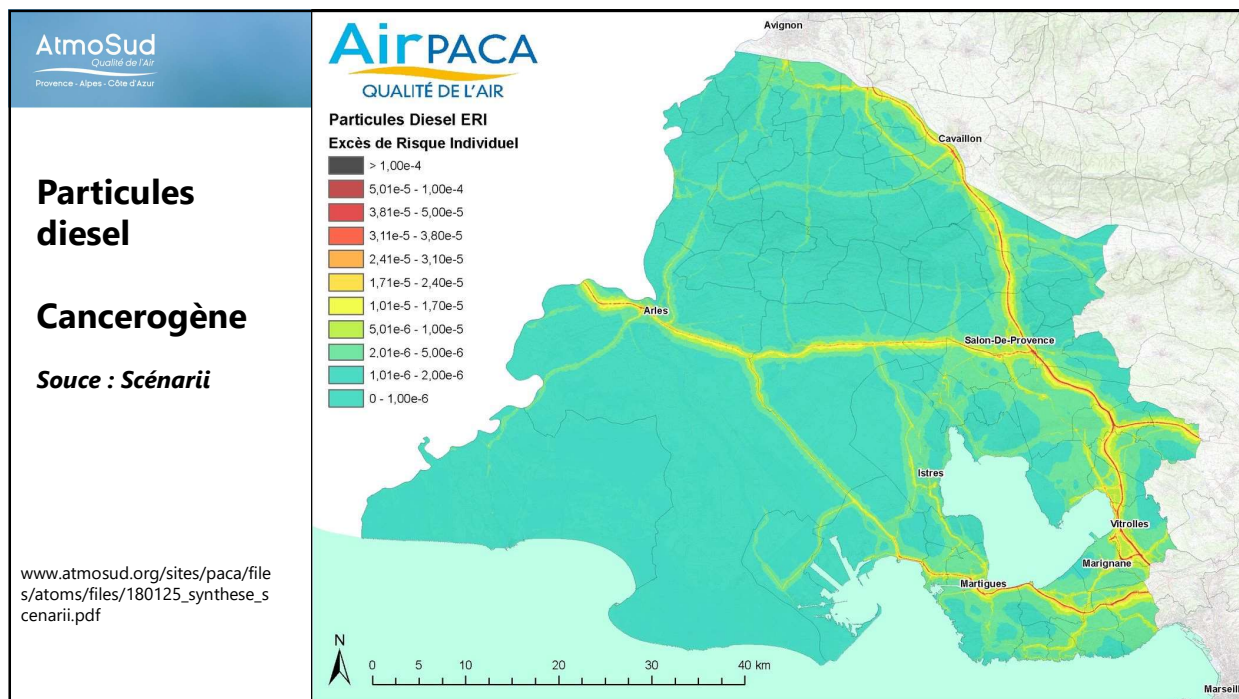 AtmoSud
Qualité de l'Air
Provence - Alpes - Côte d'Azur
Particules
diesel
Cancerogène
Souce : Scénarii
www.atmosud.org/sites/paca/file
s/atoms/files/180125_synthese_s
cenarii.pdf
AirPACA
QUALITÉ DE L'AIR
Particules Diesel ERI
Excès de Risque Individuel
> 1,00e-4
5,01e-5 - 1,00e-4
3,81e-5 - 5,00e-5
3,11e-5 - 3,80e-5
2,41e-5 - 3,10e-5
1,71e-5 - 2,40e-5
1,01e-5 - 1,70e-5
5,01e-6 - 1,00e-5
2,01e-6 - 5,00e-6
1,01e-6 - 2,00e-6
0 - 1,00e-6
Avignon
Cavaillon
Arles
Salon-De-Provence
Istres
Vitrolles
Marignane
Martigues
Marseill
N
0 5 10 20 30 40 km